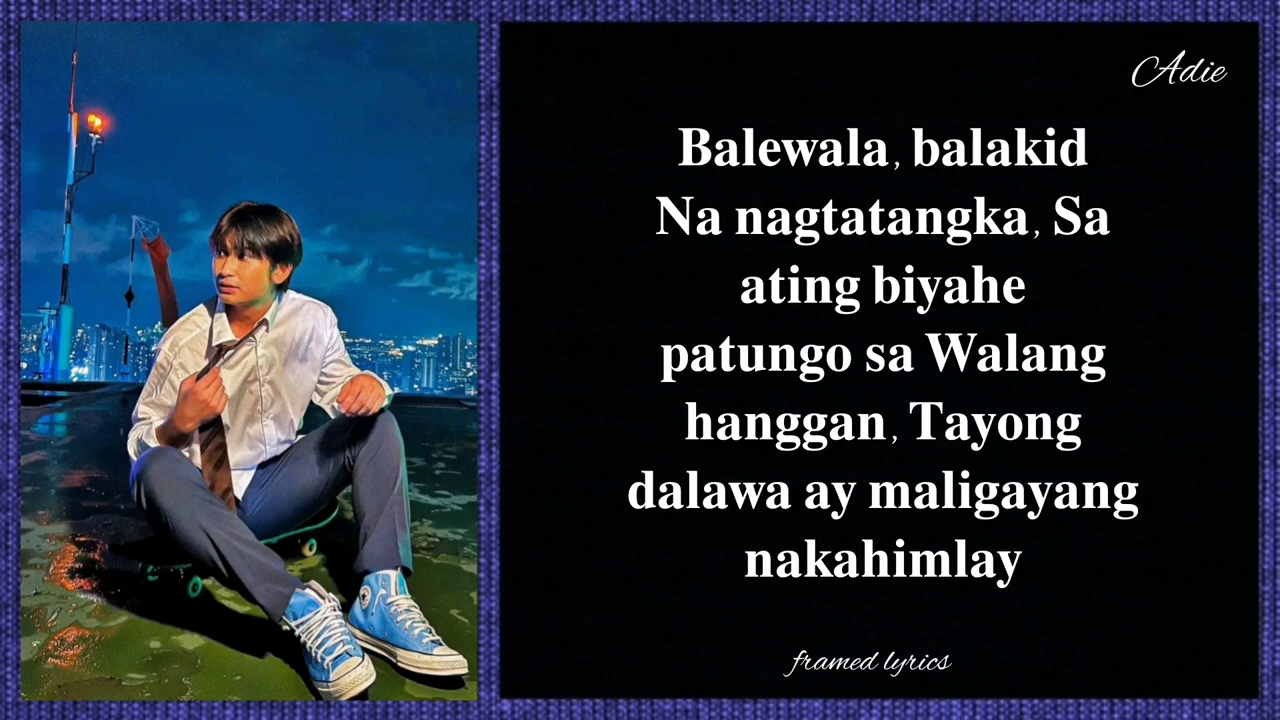 Adie
Balewala, balakid
Na nagtatangka, Sa
ating biyahe
patungo sa Walang
hanggan, Tayong
dalawa ay maligayang
nakahimlay
framed lyrics